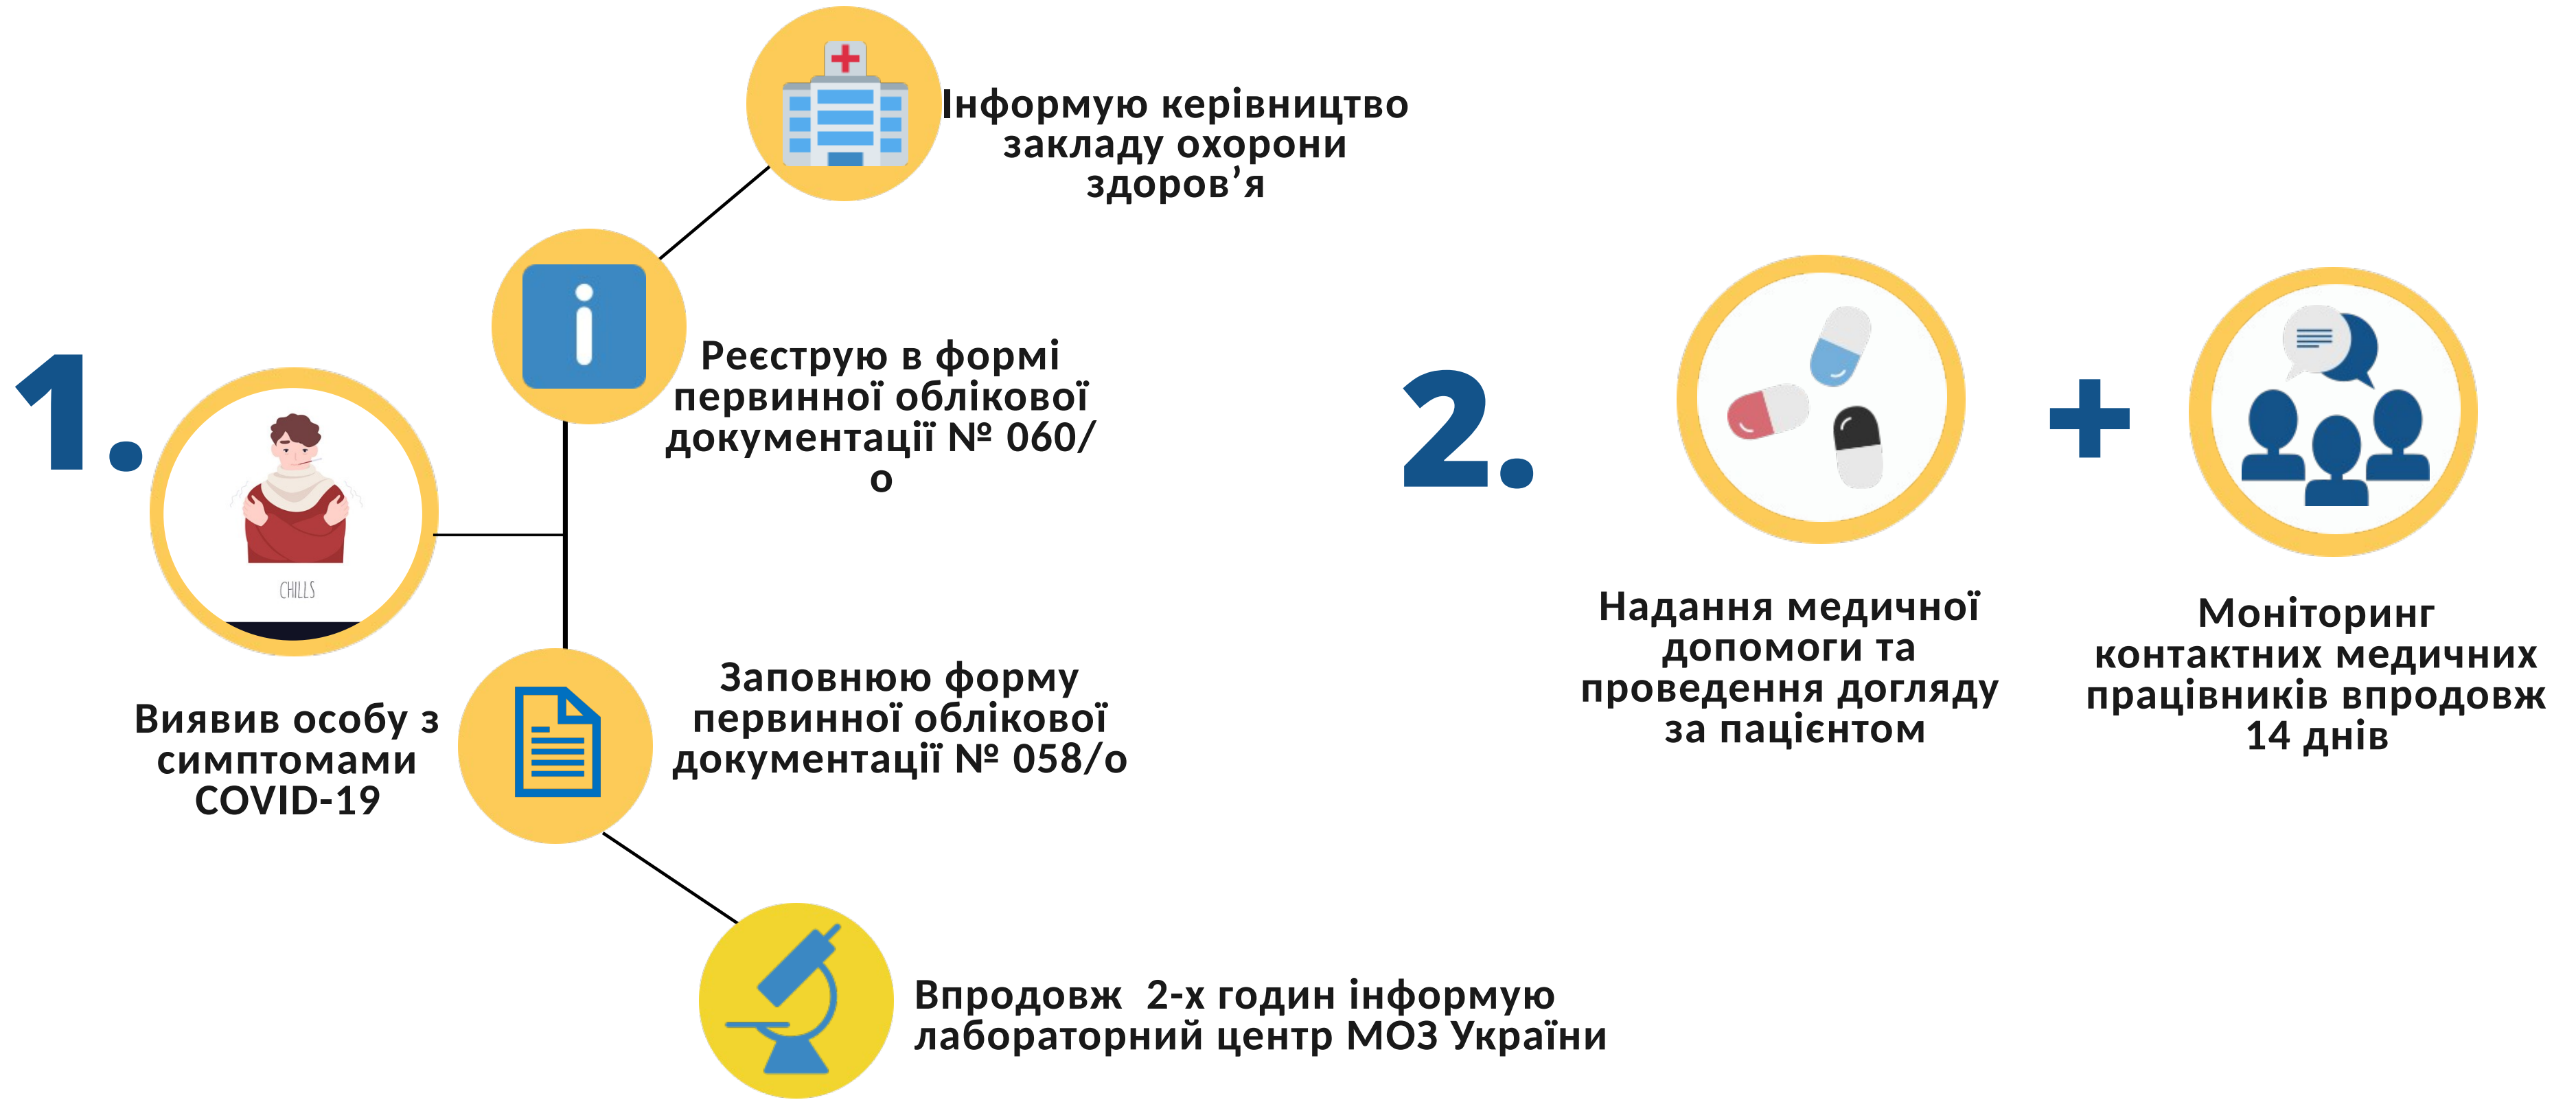 Інформую керівництво
закладу охорони
здоров’я
1.
Реєструю в формі
первинної облікової
документації № 060/
о
CHILLS
Виявив особу з
симптомами
COVID-19
Заповнюю форму
первинної облікової
документації № 058/о
Впродовж  2-х годин інформую
лабораторний центр МОЗ України
2.
+
Надання медичної
допомоги та
проведення догляду
за пацієнтом
Моніторинг
контактних медичних
працівників впродовж
14 днів